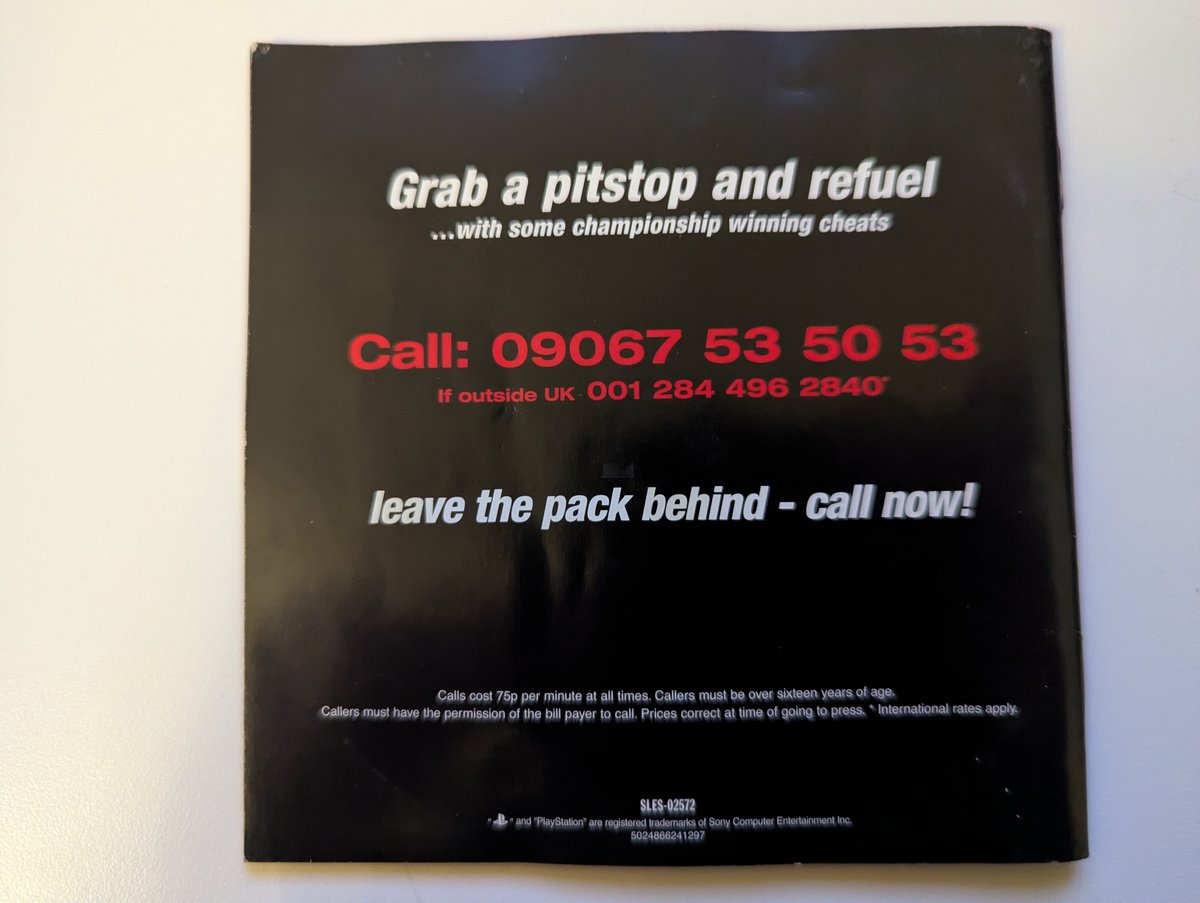 Grab a pitstop and refuel
...with some championship winning cheats
Call: 09067 53 50 53
If outside UK 001 284 496 2840*
leave the pack behind - call now!
Calls cost 75p per minute at all times. Callers must be over sixteen years of age.
Callers must have the permission of the bill payer to call. Prices correct at time of going to press. * International rates apply.
SLES-02572
" " and "PlayStation" are registered trademarks of Sony Computer Entertainment Inc.
5024866241297